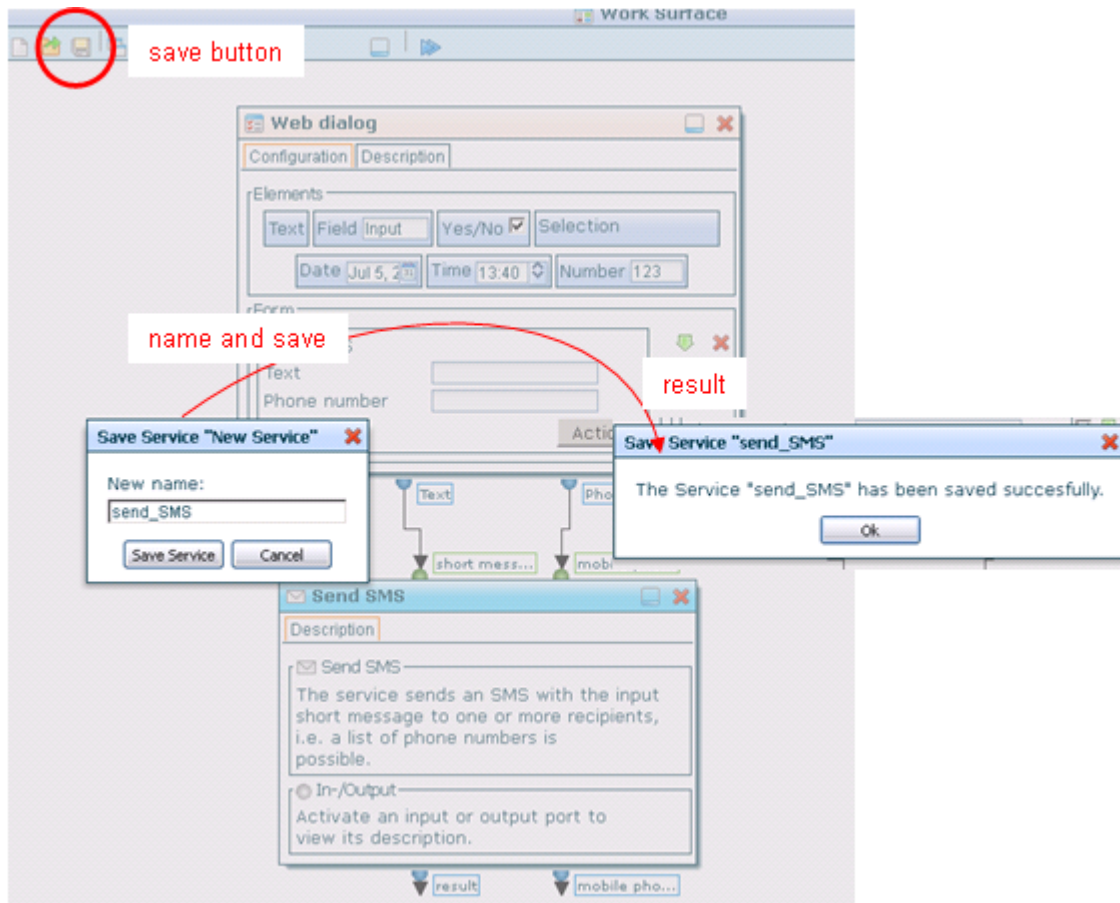 Work Surface
save button
Web dialog
Configuration Description
Elements
Text Field Input Yes/No Selection
Date Jul 5, 2 Time 13:40 Number 123
Form
name and save
Text
result
Phone number
Save Service "New Service"
Save Service "send_SMS"
New name:
The Service "send_SMS" has been saved succesfully.
send_SMS
Text
Ok
Save Service Cancel
short mess...
Send SMS
Description
Send SMS
The service sends an SMS with the input
short message to one or more recipients,
i.e. a list of phone numbers is
possible.
In-/Output
Activate an input or output port to
view its description.
result mobile pho...